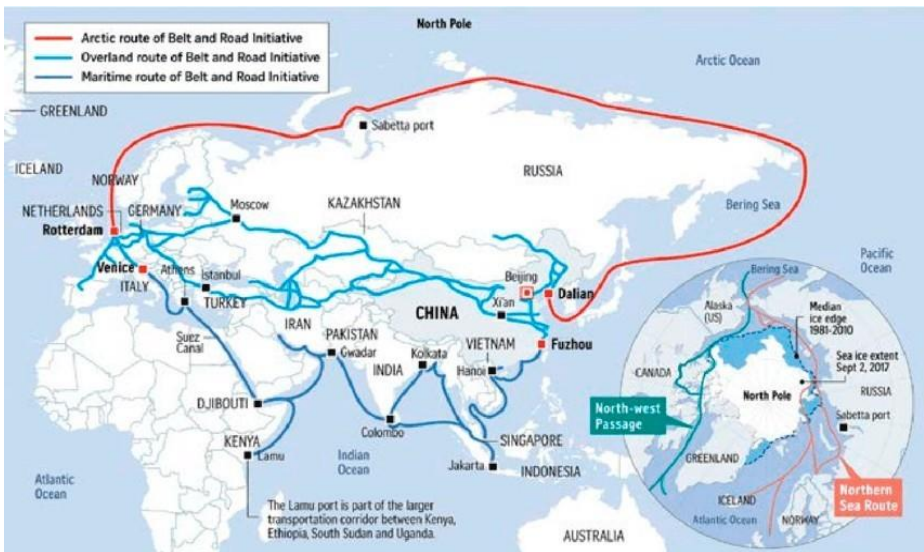 North Pole
Arctic route of Belt and Road Initiative
Overland route of Belt and Road Initiative
Maritime route of Belt and Road Initiative
Arctic Ocean
GREENLAND
Sabetta port
ICELAND
NORWAY
RUSSIA
KAZAKHSTAN
Moscow
NETHERLANDS
GERMANY
Bering Sea
Rotterdam
Pacific
Ocean
Venice
Athens
Istanbul
Beijing
Dalian
ITALY
TURKEY
Xi'an
CHINA
IRAN
Suez
Canal
PAKISTAN
VIETNAM
Fuzhou
Gwadar
Kolkata
INDIA
Hanoi
DJIBOUTI
Colombo
KENYA
Lamu
SINGAPORE
Indian
Ocean
Jakarta
INDONESIA
Atlantic
Ocean
The Lamu port is part of the larger
transportation corridor between Kenya,
Ethiopia, South Sudan and Uganda.
AUSTRALIA
Bering Sea
Alaska
(US)
Median
ice edge
1981-2010
Sea ice extent
Sept 2, 2017
CANADA
North Pole
RUSSIA
North-west
Passage
Sabetta port
GREENLAND
ICELAND
Northern
Sea Route
Atlantic Ocean
NORWAY